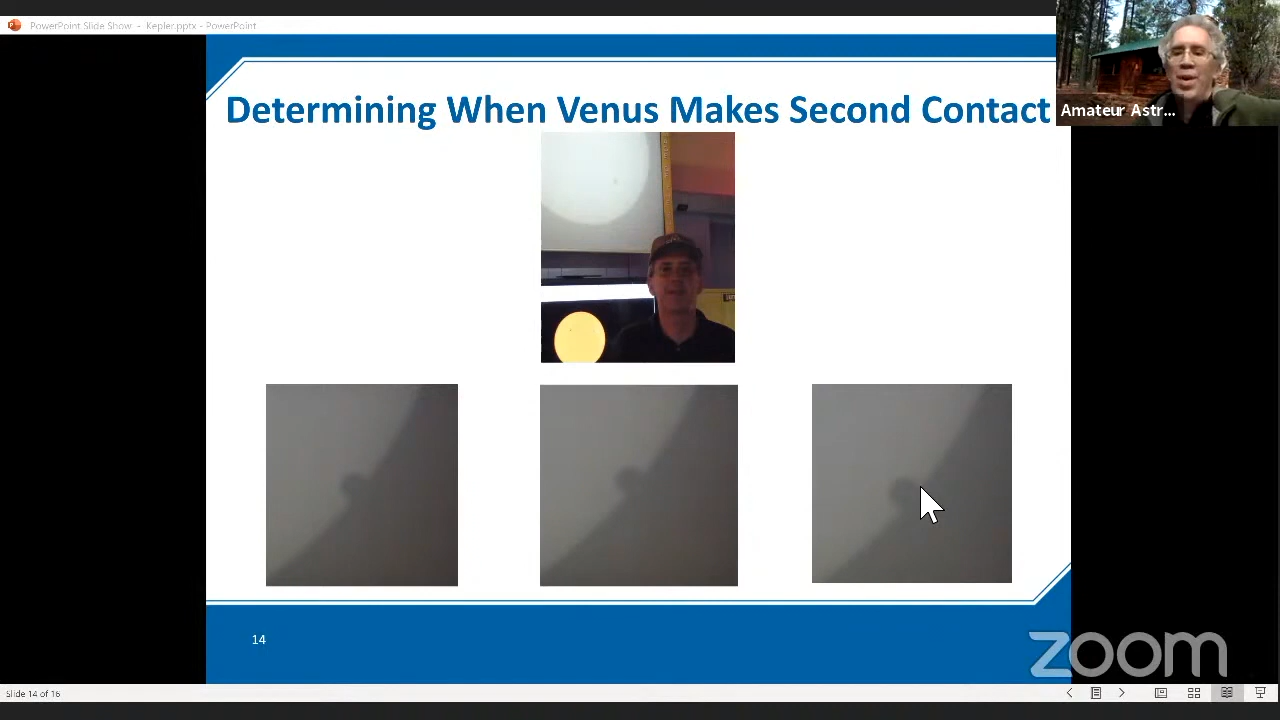 PowerPoint Slide Show - Kepler.pptx - PowerPoint
Amateur Astr...
Determining When Venus Makes Second Contact
14
zoom
Slide 14 of 16